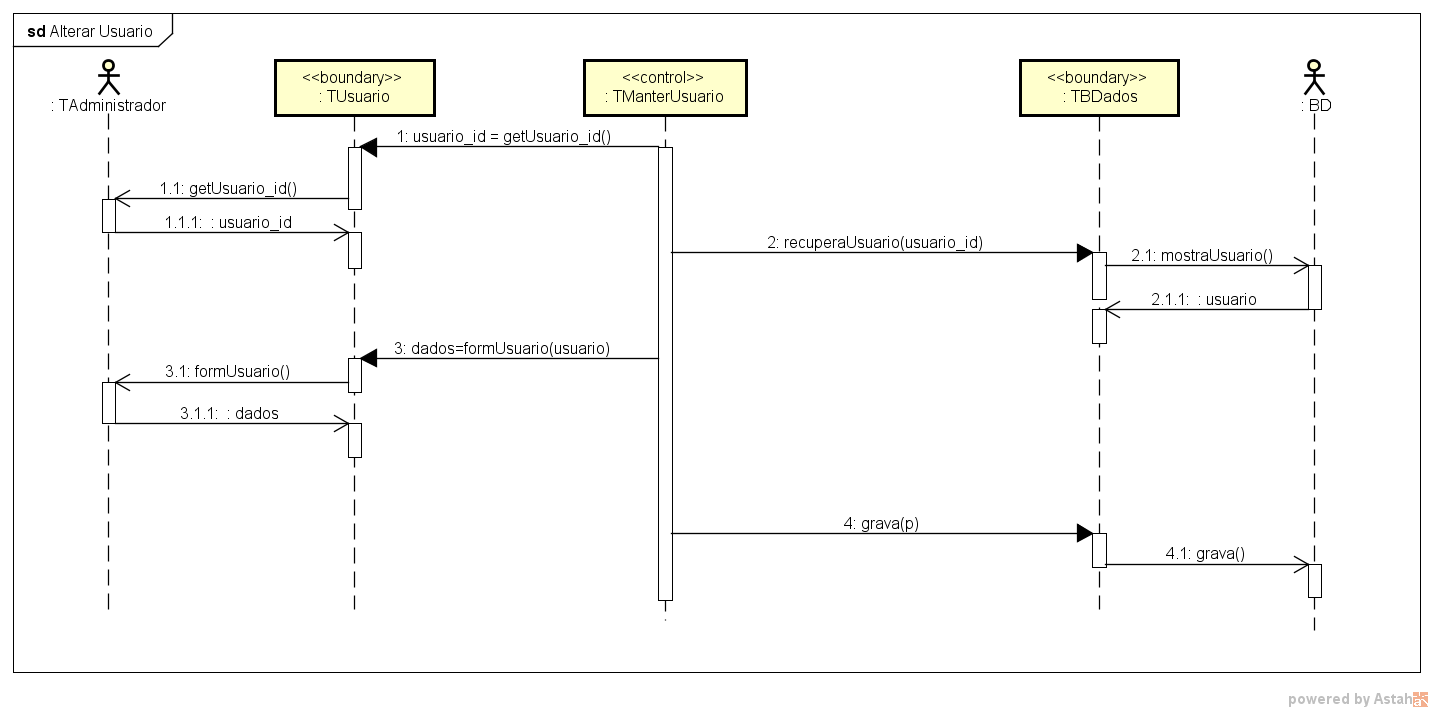 sd Alterar Usuario
<<boundary>>
: TUsuario
<<control>>
: TManterUsuario
<<boundary>>
: TBDados
: TAdministrador
: BD
1: usuario_id = getUsuario_id()
1.1: getUsuario_id()
1.1.1:  : usuario_id
2: recuperaUsuario(usuario_id)
2.1: mostraUsuario()
2.1.1:  : usuario
3: dados=formUsuario(usuario)
3.1: formUsuario()
3.1.1:  : dados
4: grava(p)
4.1: grava()
powered by Astah